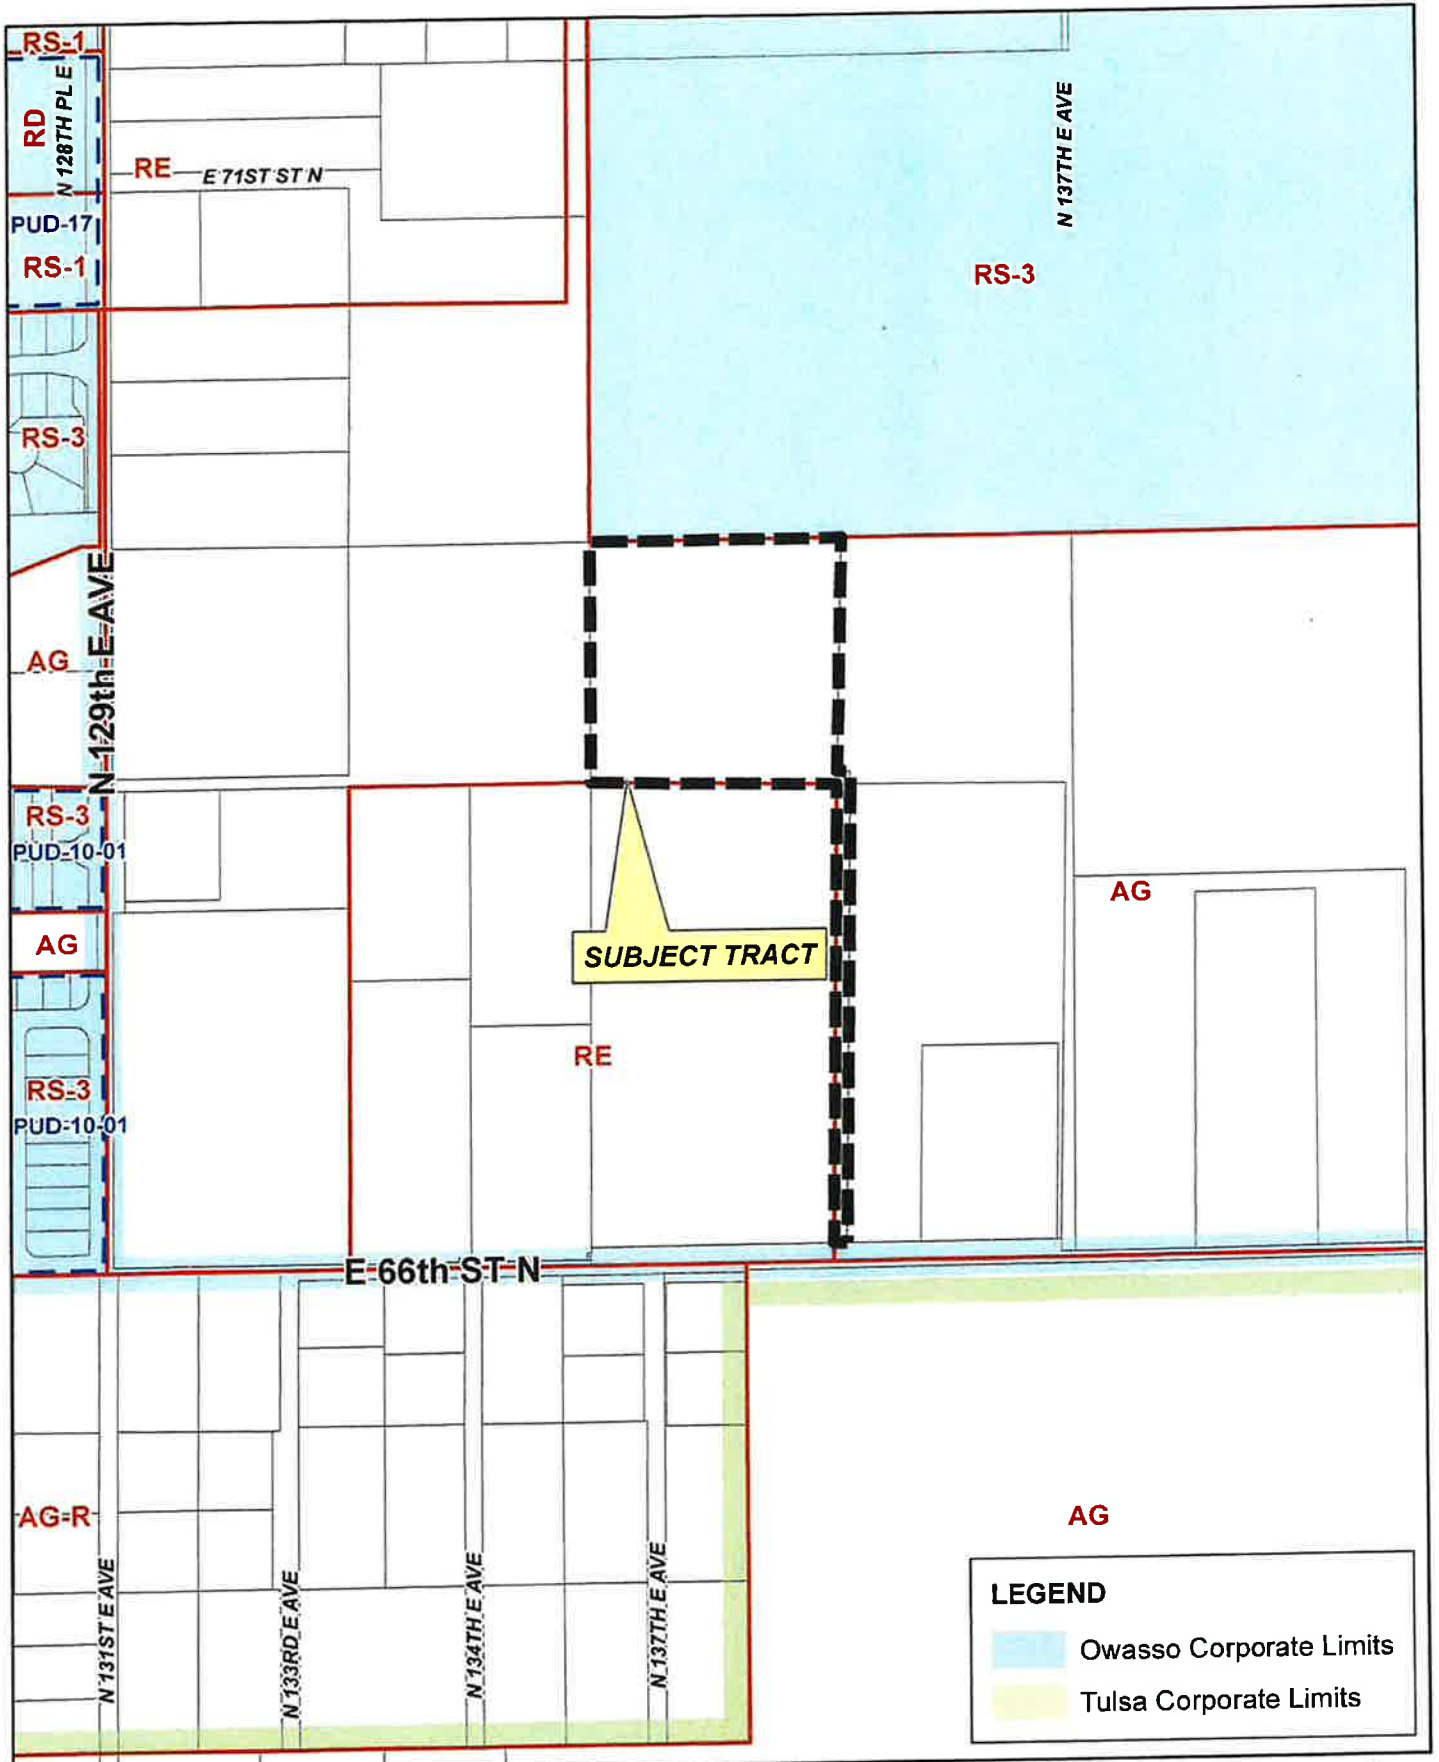 RS-1
RD
N 128TH PL E
RE
E 71ST ST N
N 137TH E AVE
PUD-17
RS-1
RS-3
RS-3
N 129th E AVE
AG
RS-3
PUD-10-01
AG
AG
SUBJECT TRACT
RE
RS-3
PUD-10-01
E 66th ST N
AG-R
AG
N 131ST E AVE
N 133RD E AVE
N 134TH E AVE
N 137TH E AVE
LEGEND
Owasso Corporate Limits
Tulsa Corporate Limits